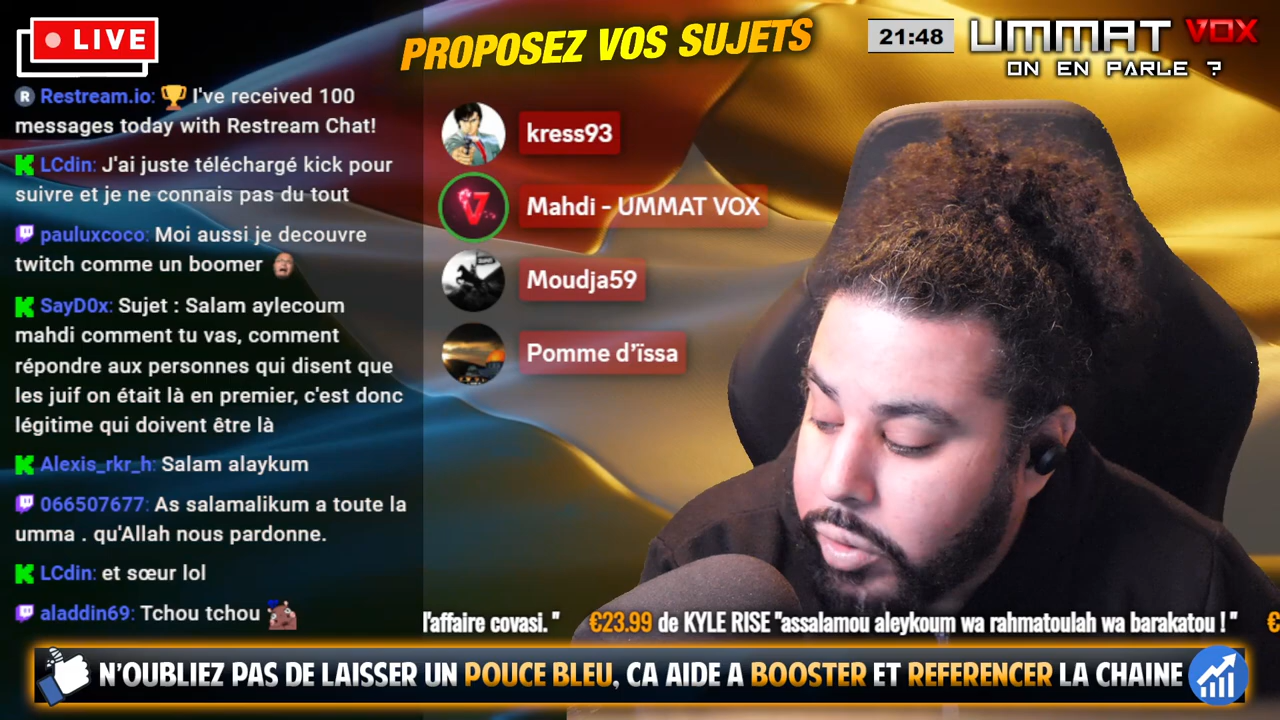 LIVE
PROPOSEZ VOS SUJETS
21:48
UMMAT VOX
ON EN PARLE ?
R Restream.io: I've received 100
messages today with Restream Chat!
LCdin: J'ai juste téléchargé kick pour
suivre et je ne connais pas du tout
pauluxcoco: Moi aussi je decouvre
twitch comme un boomer
SayD0x: Sujet : Salam aylecoum
mahdi comment tu vas, comment
répondre aux personnes qui disent que
les juif on était là en premier, c'est donc
légitime qui doivent être là
Alexis_rkr_h: Salam alaykum
066507677: As salamalikum a toute la
umma . qu'Allah nous pardonne.
LCdin: et sœur lol
aladdin69: Tchou tchou
kress93
V
Mahdi - UMMAT VOX
Moudja59
Pomme d'ïssa
l'affaire covasi. " €23.99 de KYLE RISE "assalamou aleykoum wa rahmatoulah wa barakatou ! " €
N'OUBLIEZ PAS DE LAISSER UN POUCE BLEU, CA AIDE A BOOSTER ET REFERENCER LA CHAINE